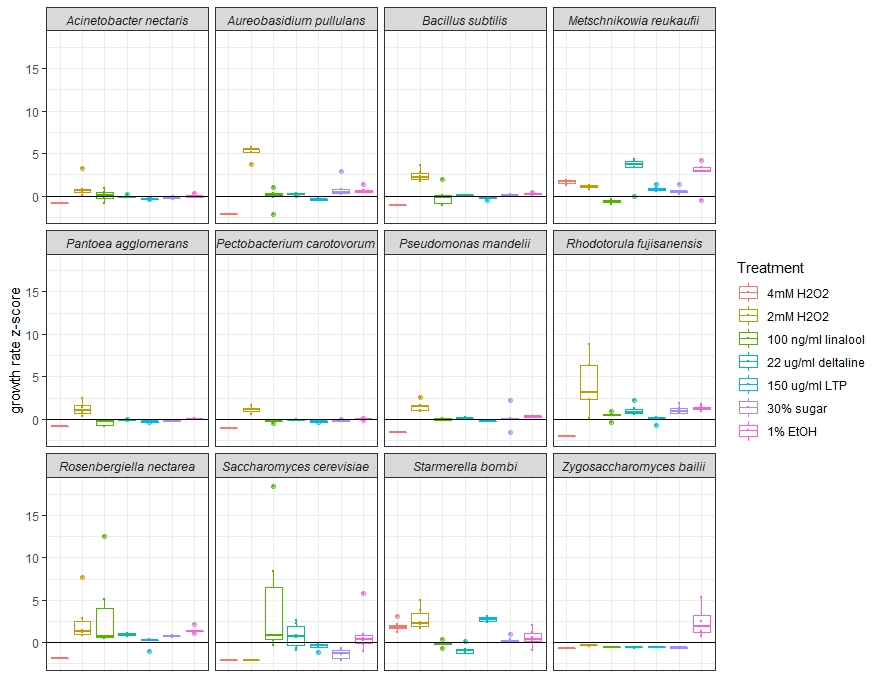 Acinetobacter nectaris
Aureobasidium pullulans
Bacillus subtilis
Metschnikowia reukaufii
15
10
5
0
Pantoea agglomerans
Pectobacterium carotovorum
Pseudomonas mandelii
Rhodotorula fujisanensis
15
10
5
0
growth rate z-score
Rosenbergiella nectarea
Saccharomyces cerevisiae
Starmerella bombi
Zygosaccharomyces bailii
15
10
5
0
Treatment
4mM H2O2
2mM H2O2
100 ng/ml linalool
22 ug/ml deltaline
150 ug/ml LTP
30% sugar
1% EtOH